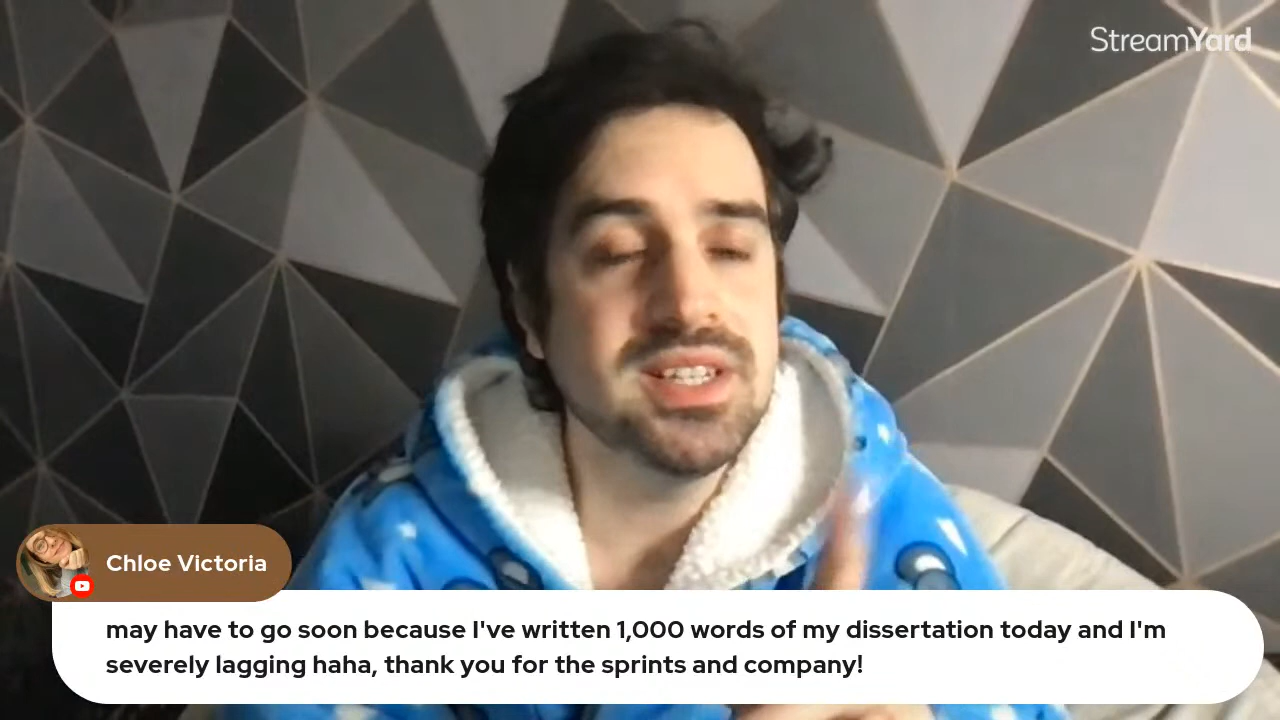 StreamYard
Chloe Victoria
may have to go soon because I've written 1,000 words of my dissertation today and I'm
severely lagging haha, thank you for the sprints and company!